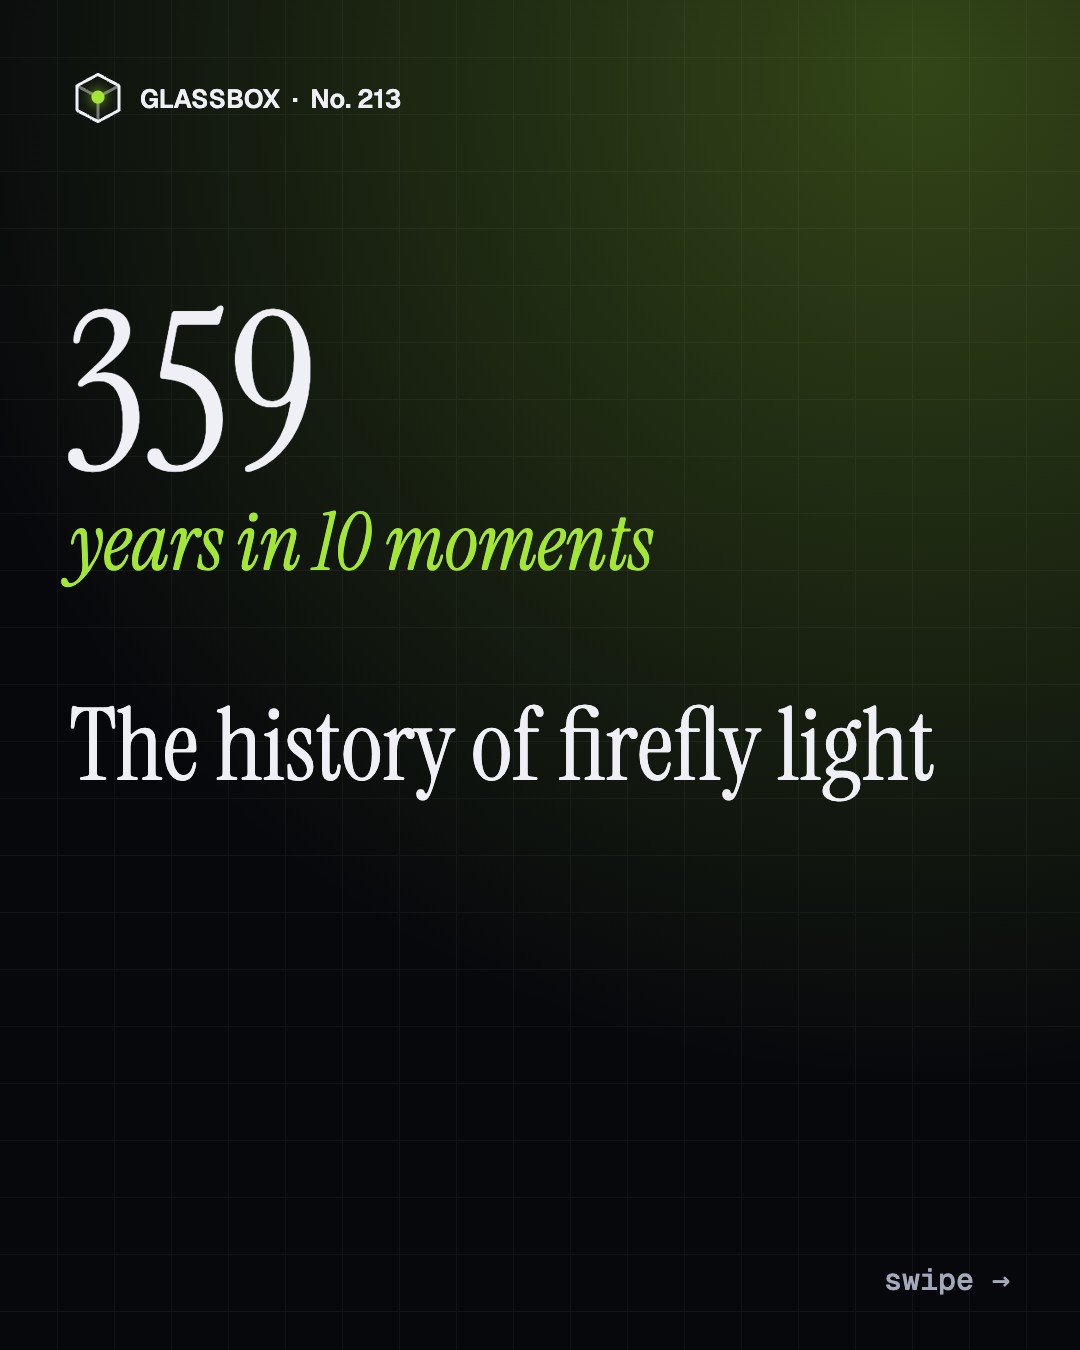 GLASSBOX · No. 213
359
years in 10 moments
The history of firefly light
swipe →